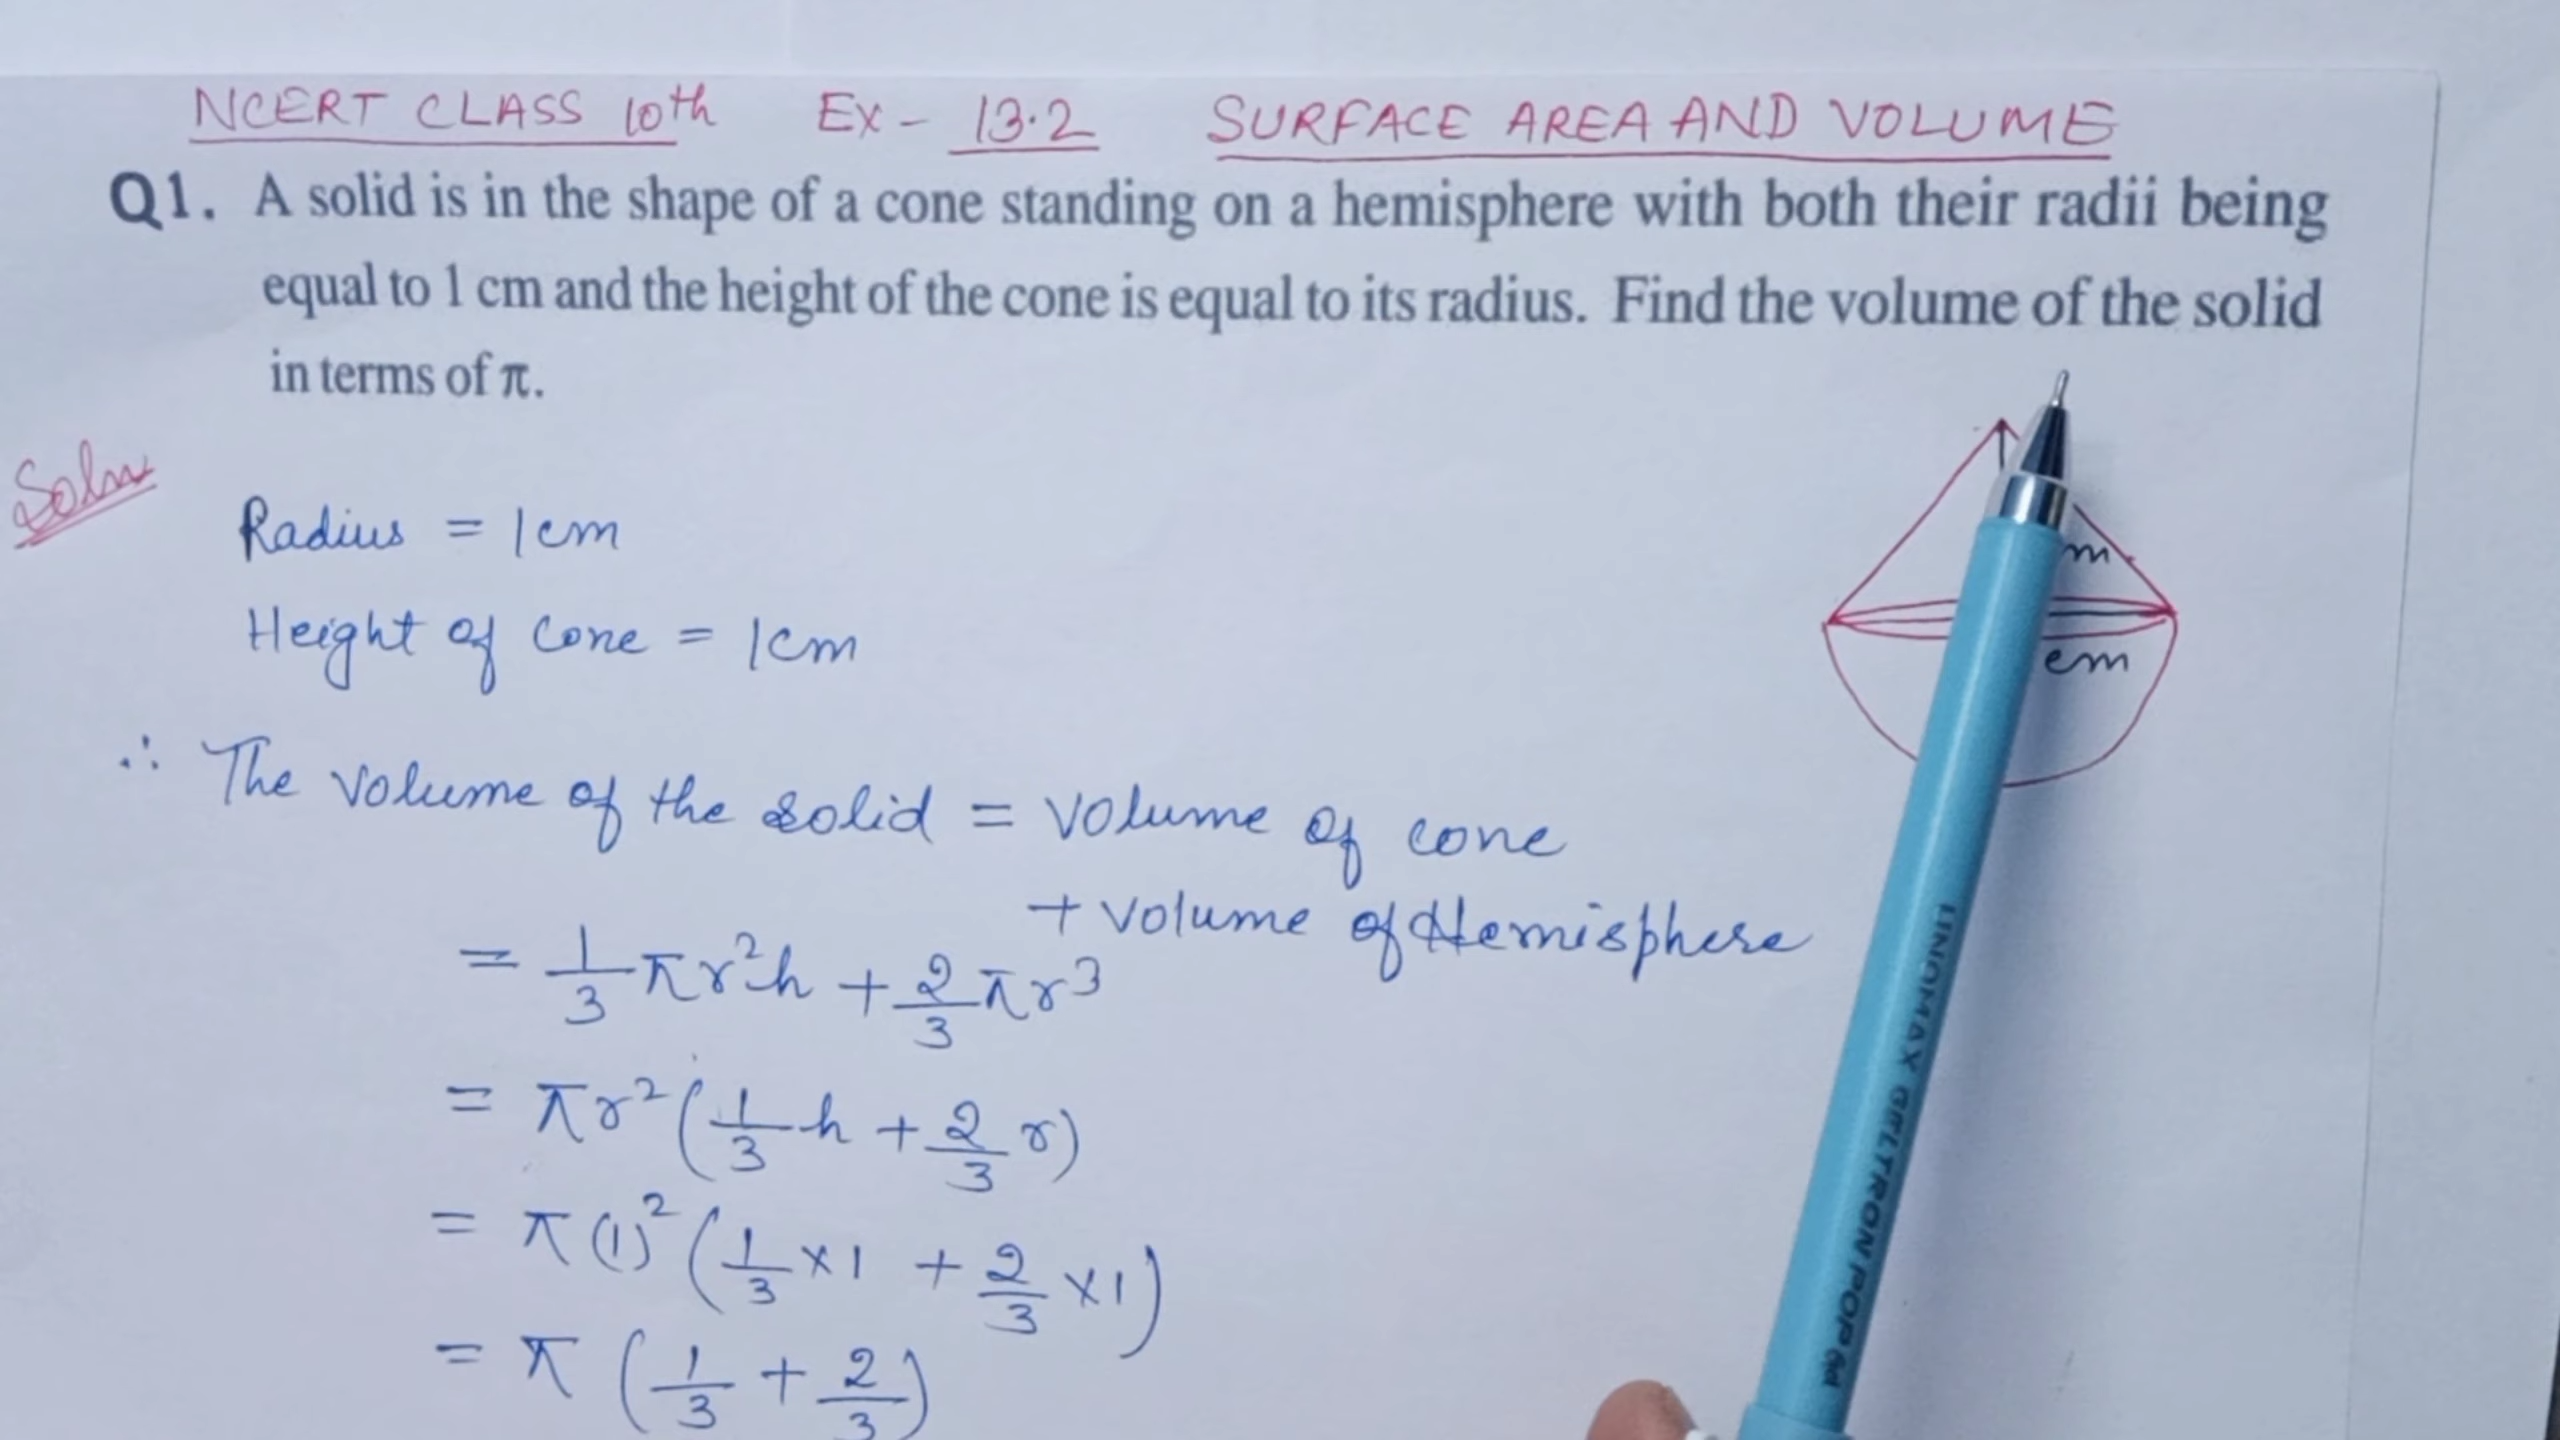 NCERT CLASS 10th Ex - 13.2 SURFACE AREA AND VOLUME
Q1. A solid is in the shape of a cone standing on a hemisphere with both their radii being
equal to 1 cm and the height of the cone is equal to its radius. Find the volume of the solid
in terms of π.
Soln
Radius = 1cm
Height of cone = 1cm
m
cm
∴ The volume of the solid = volume of cone
+ volume of Hemisphere
= 1/3 πr²h + 2/3 πr³
= πr² (1/3 h + 2/3 r)
= π(1)² (1/3 × 1 + 2/3 × 1)
= π (1/3 + 2/3)
LINOMAX GELTRON POP Gel